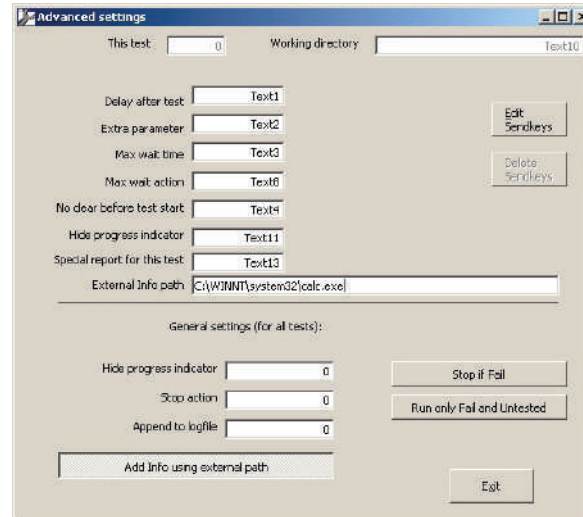 Advanced settings
This test 0 Working directory Text10
Delay after test Text1
Extra parameter Text2
Max wait time Text3
Max wait action Text6
No clear before test start Text4
Hide progress indicator Text11
Special report for this test Text13
External Info path C:\WINNT\system32\calc.exe
Edit
Sendkeys
Delete
Sendkeys
General settings (for all tests):
Hide progress indicator 0
Stop action 0
Append to logfile 0
Stop if Fail
Run only Fail and Untested
Add Info using external path
Exit